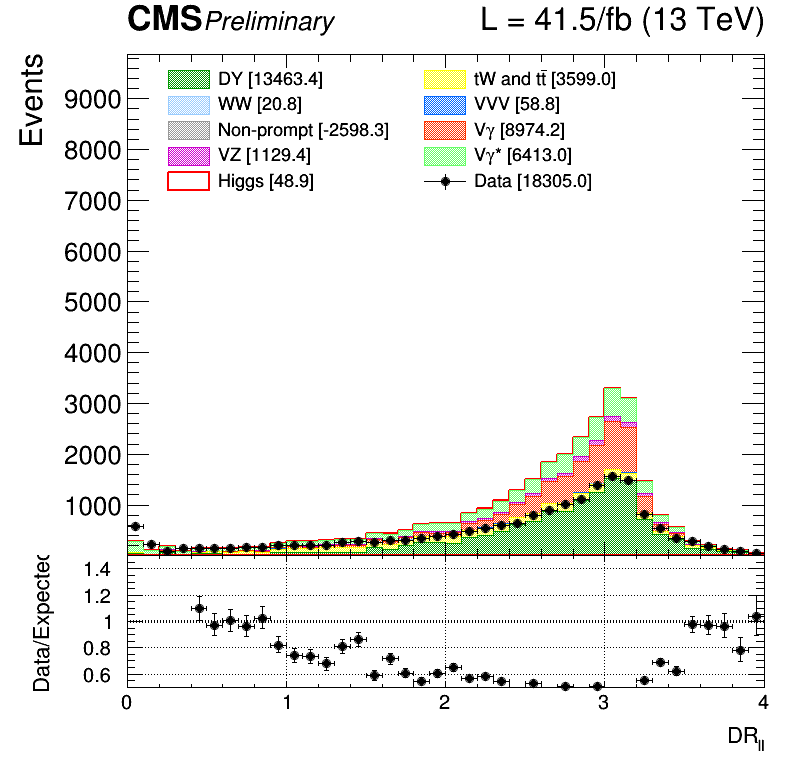 CMS Preliminary L = 41.5/fb (13 TeV)
Events
9000
8000
7000
6000
5000
4000
3000
2000
1000
DY [13463.4]
WW [20.8]
Non-prompt [-2598.3]
VZ [1129.4]
Higgs [48.9]
tW and tt̄ [3599.0]
VVV [58.8]
Vγ [8974.2]
Vγ* [6413.0]
Data [18305.0]
Data/Expected
1.4
1.2
1
0.8
0.6
0 1 2 3 4
DR_ll